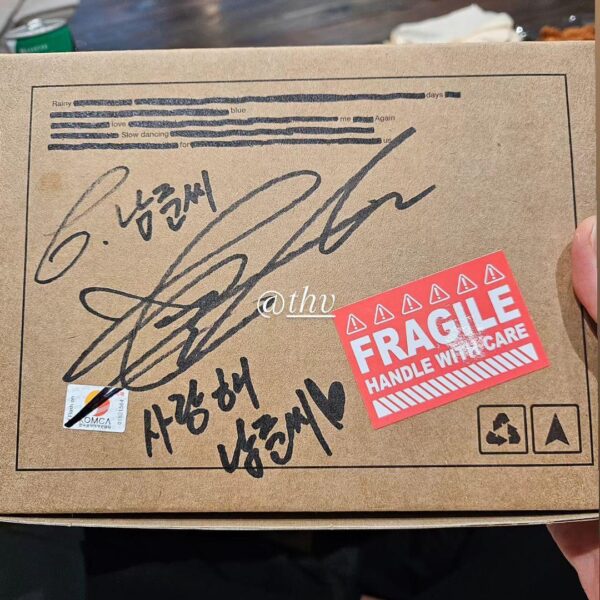 Rainy days
blue
love me Again
Slow dancing
for us
to. 남준씨
@thv
FRAGILE
HANDLE WITH CARE
사랑해
남준씨♥
KOMCA